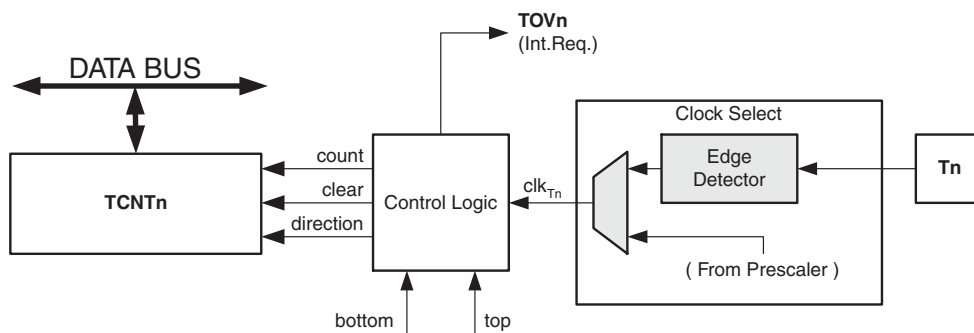 TOVn
(Int.Req.)
DATA BUS
Clock Select
count
clear
direction
TCNTn
Control Logic
clkTn
Edge
Detector
Tn
( From Prescaler )
bottom
top